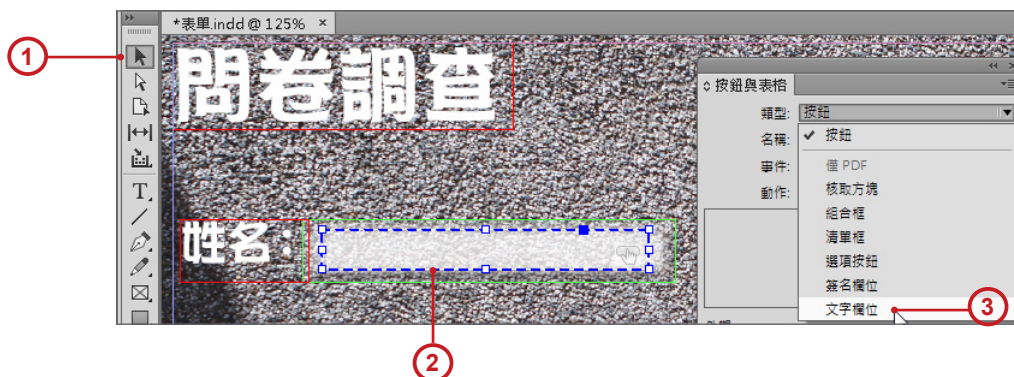 *表單.indd @ 125% ×
1
問卷調查
按鈕與表格
類型: 按鈕
名稱:
✓ 按鈕
事件:
僅 PDF
動作:
核取方塊
組合框
清單框
選項按鈕
簽名欄位
文字欄位
3
姓名:
T
2